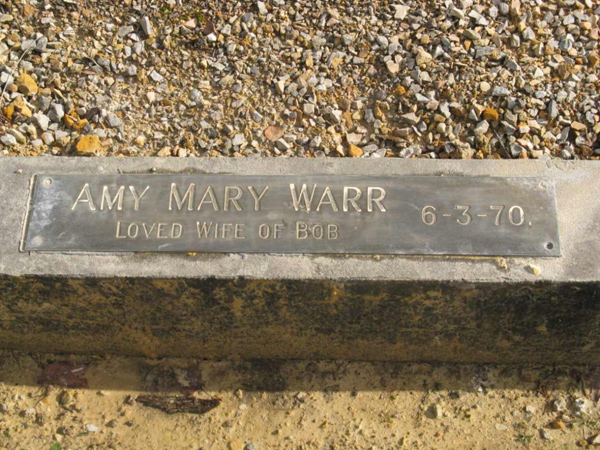 AMY MARY WARR 6-3-70.
LOVED WIFE OF BOB